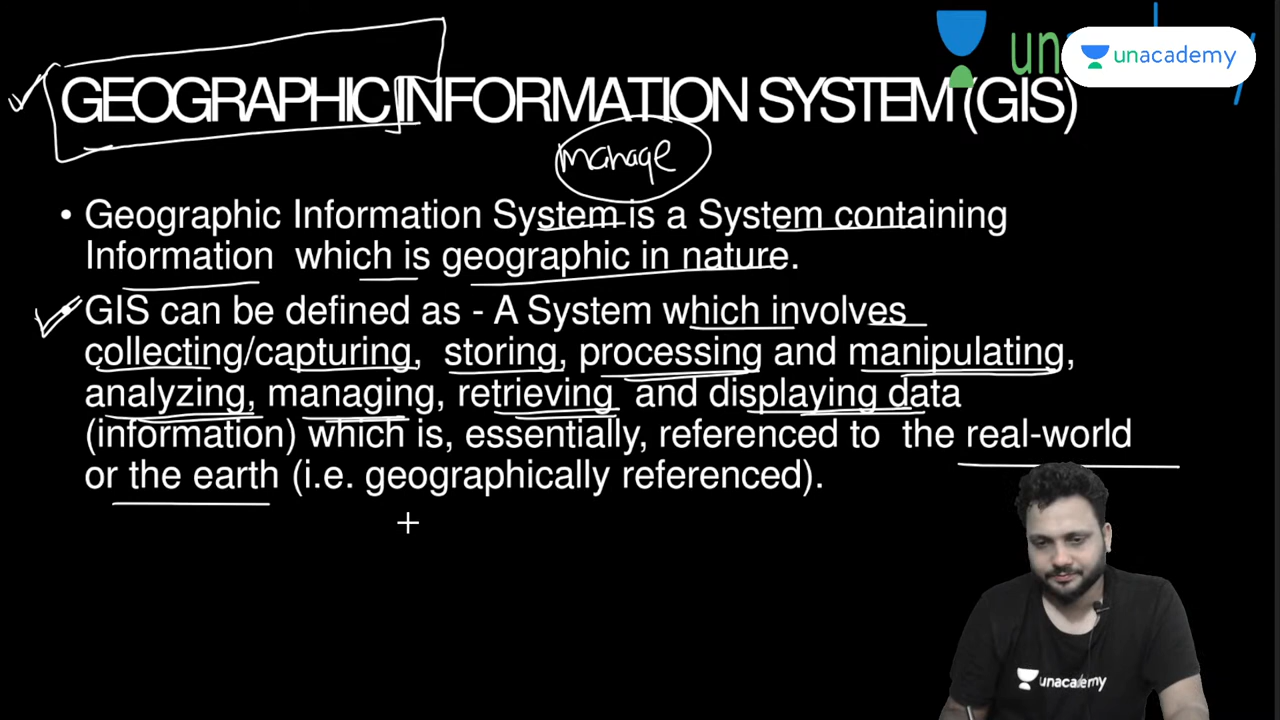 unacademy
GEOGRAPHIC INFORMATION SYSTEM (GIS)
manage
• Geographic Information System is a System containing
Information which is geographic in nature.
• GIS can be defined as - A System which involves
collecting/capturing, storing, processing and manipulating,
analyzing, managing, retrieving and displaying data
(information) which is, essentially, referenced to the real-world
or the earth (i.e. geographically referenced).
unacademy